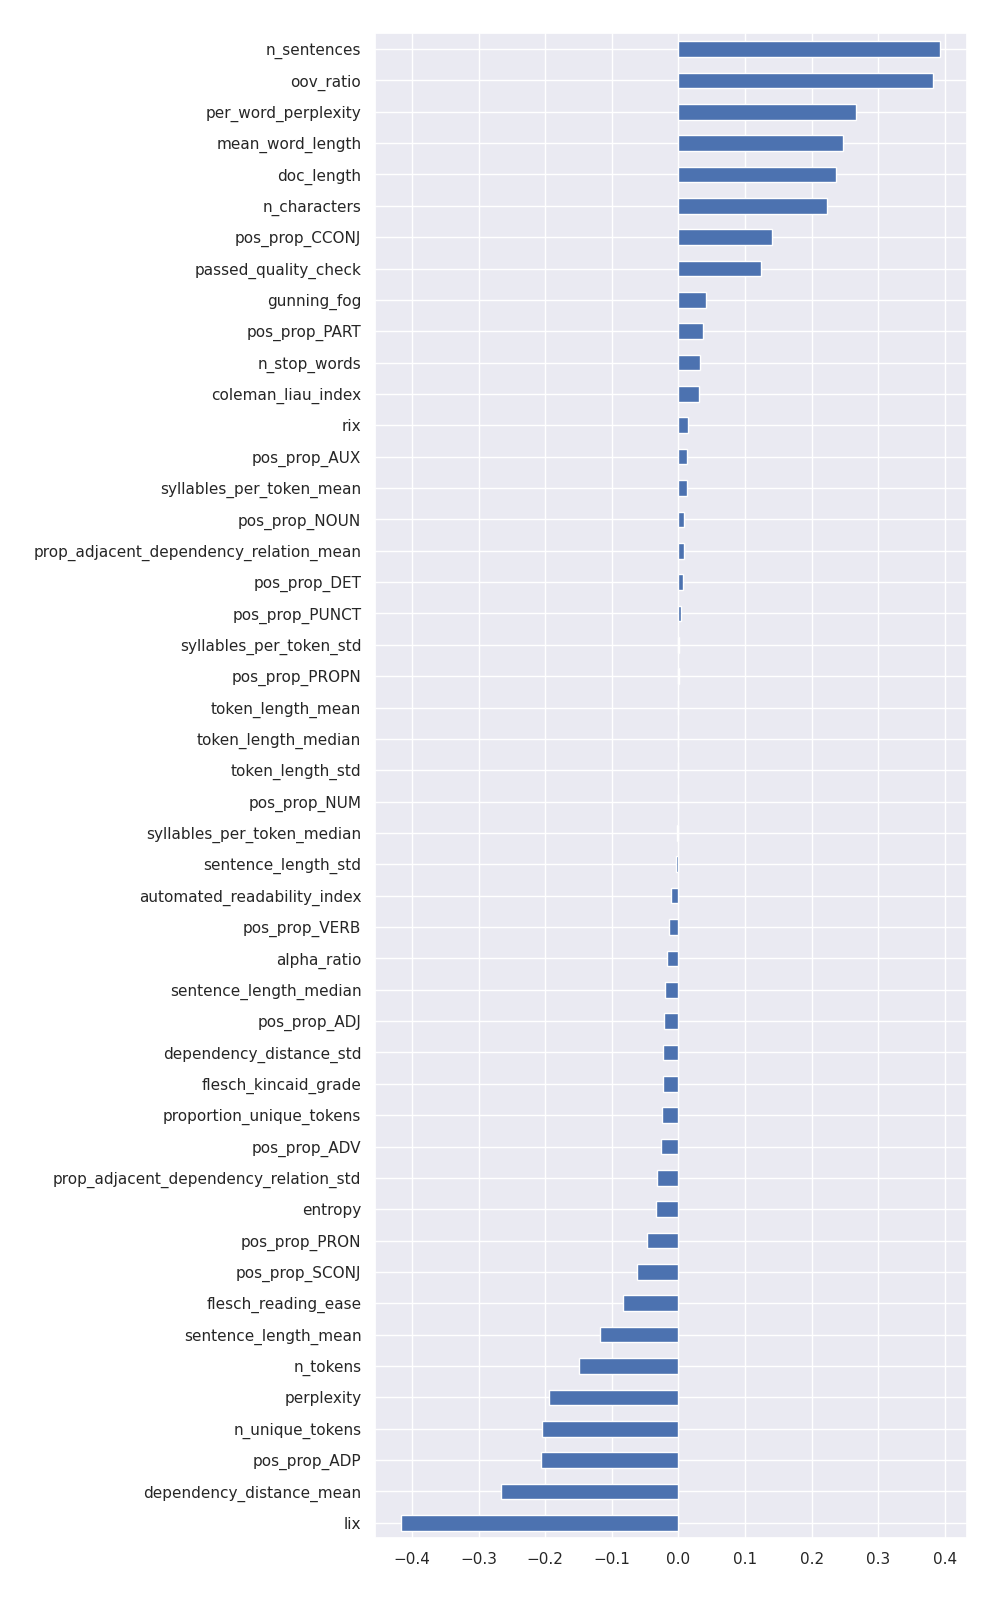 n_sentences
oov_ratio
per_word_perplexity
mean_word_length
doc_length
n_characters
pos_prop_CCONJ
passed_quality_check
gunning_fog
pos_prop_PART
n_stop_words
coleman_liau_index
rix
pos_prop_AUX
syllables_per_token_mean
pos_prop_NOUN
prop_adjacent_dependency_relation_mean
pos_prop_DET
pos_prop_PUNCT
syllables_per_token_std
pos_prop_PROPN
token_length_mean
token_length_median
token_length_std
pos_prop_NUM
syllables_per_token_median
sentence_length_std
automated_readability_index
pos_prop_VERB
alpha_ratio
sentence_length_median
pos_prop_ADJ
dependency_distance_std
flesch_kincaid_grade
proportion_unique_tokens
pos_prop_ADV
prop_adjacent_dependency_relation_std
entropy
pos_prop_PRON
pos_prop_SCONJ
flesch_reading_ease
sentence_length_mean
n_tokens
perplexity
n_unique_tokens
pos_prop_ADP
dependency_distance_mean
lix
−0.4 −0.3 −0.2 −0.1 0.0 0.1 0.2 0.3 0.4